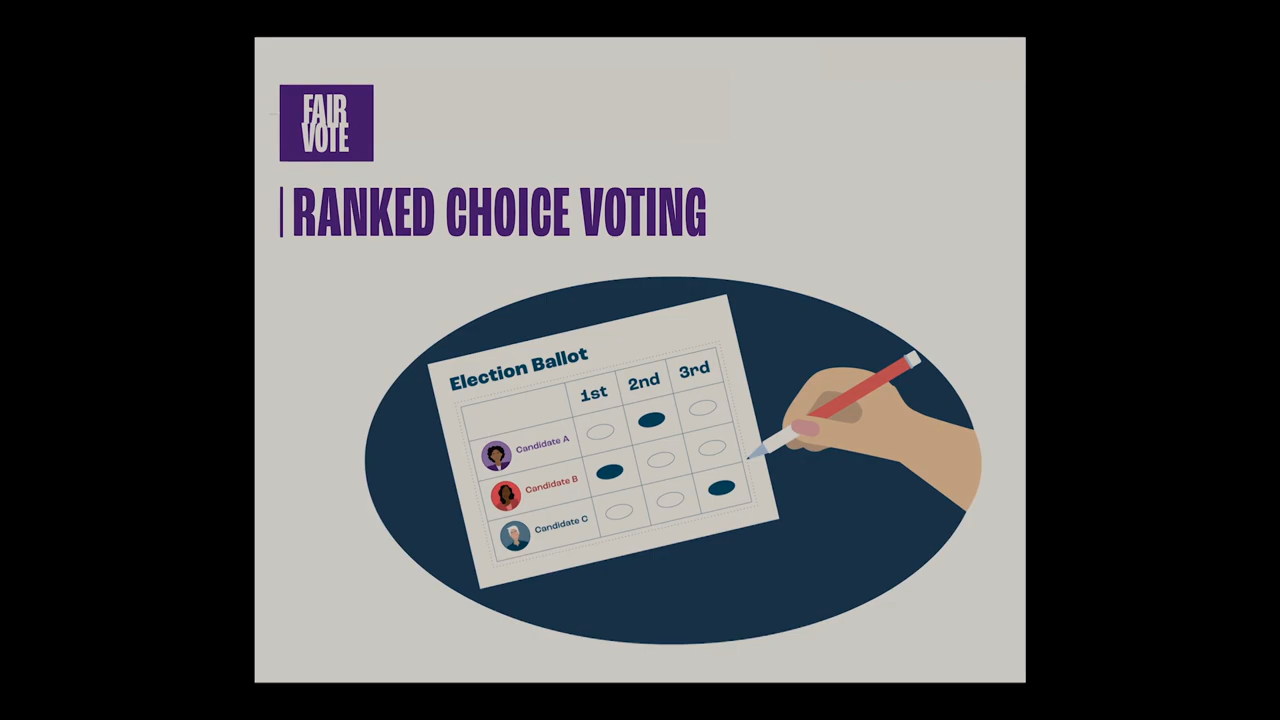 FAIR
VOTE
RANKED CHOICE VOTING
Election Ballot
1st 2nd 3rd
Candidate A
Candidate B
Candidate C